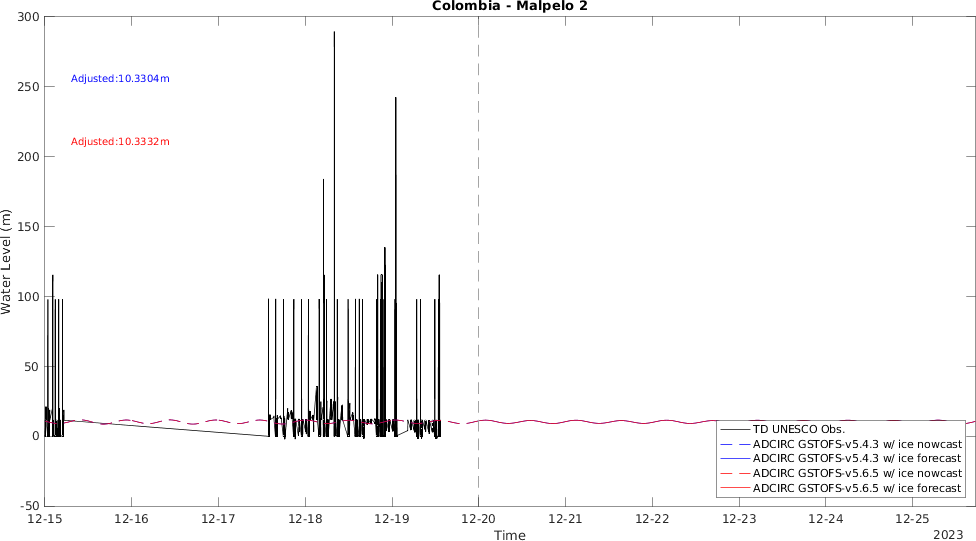 Colombia - Malpelo 2
300
250
200
150
100
50
0
-50
Water Level (m)
Adjusted:10.3304m
Adjusted:10.3332m
TD UNESCO Obs.
ADCIRC GSTOFS-v5.4.3 w/ ice nowcast
ADCIRC GSTOFS-v5.4.3 w/ ice forecast
ADCIRC GSTOFS-v5.6.5 w/ ice nowcast
ADCIRC GSTOFS-v5.6.5 w/ ice forecast
12-15 12-16 12-17 12-18 12-19 12-20 12-21 12-22 12-23 12-24 12-25
Time
2023